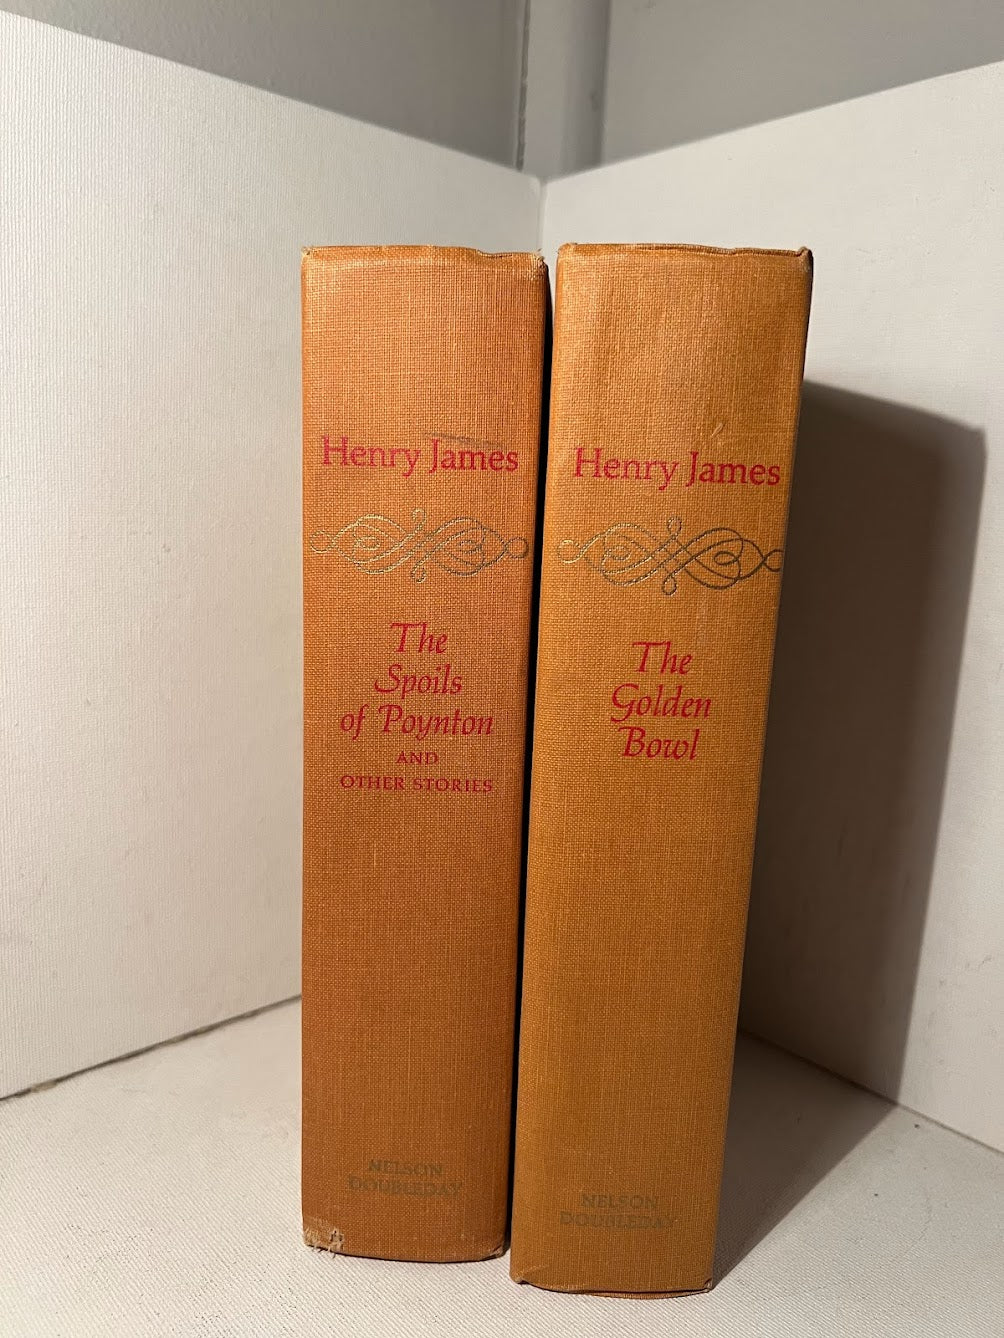 Henry James
The
Spoils
of Poynton
AND
OTHER STORIES
NELSON
DOUBLEDAY
Henry James
The
Golden
Bowl
NELSON
DOUBLEDAY